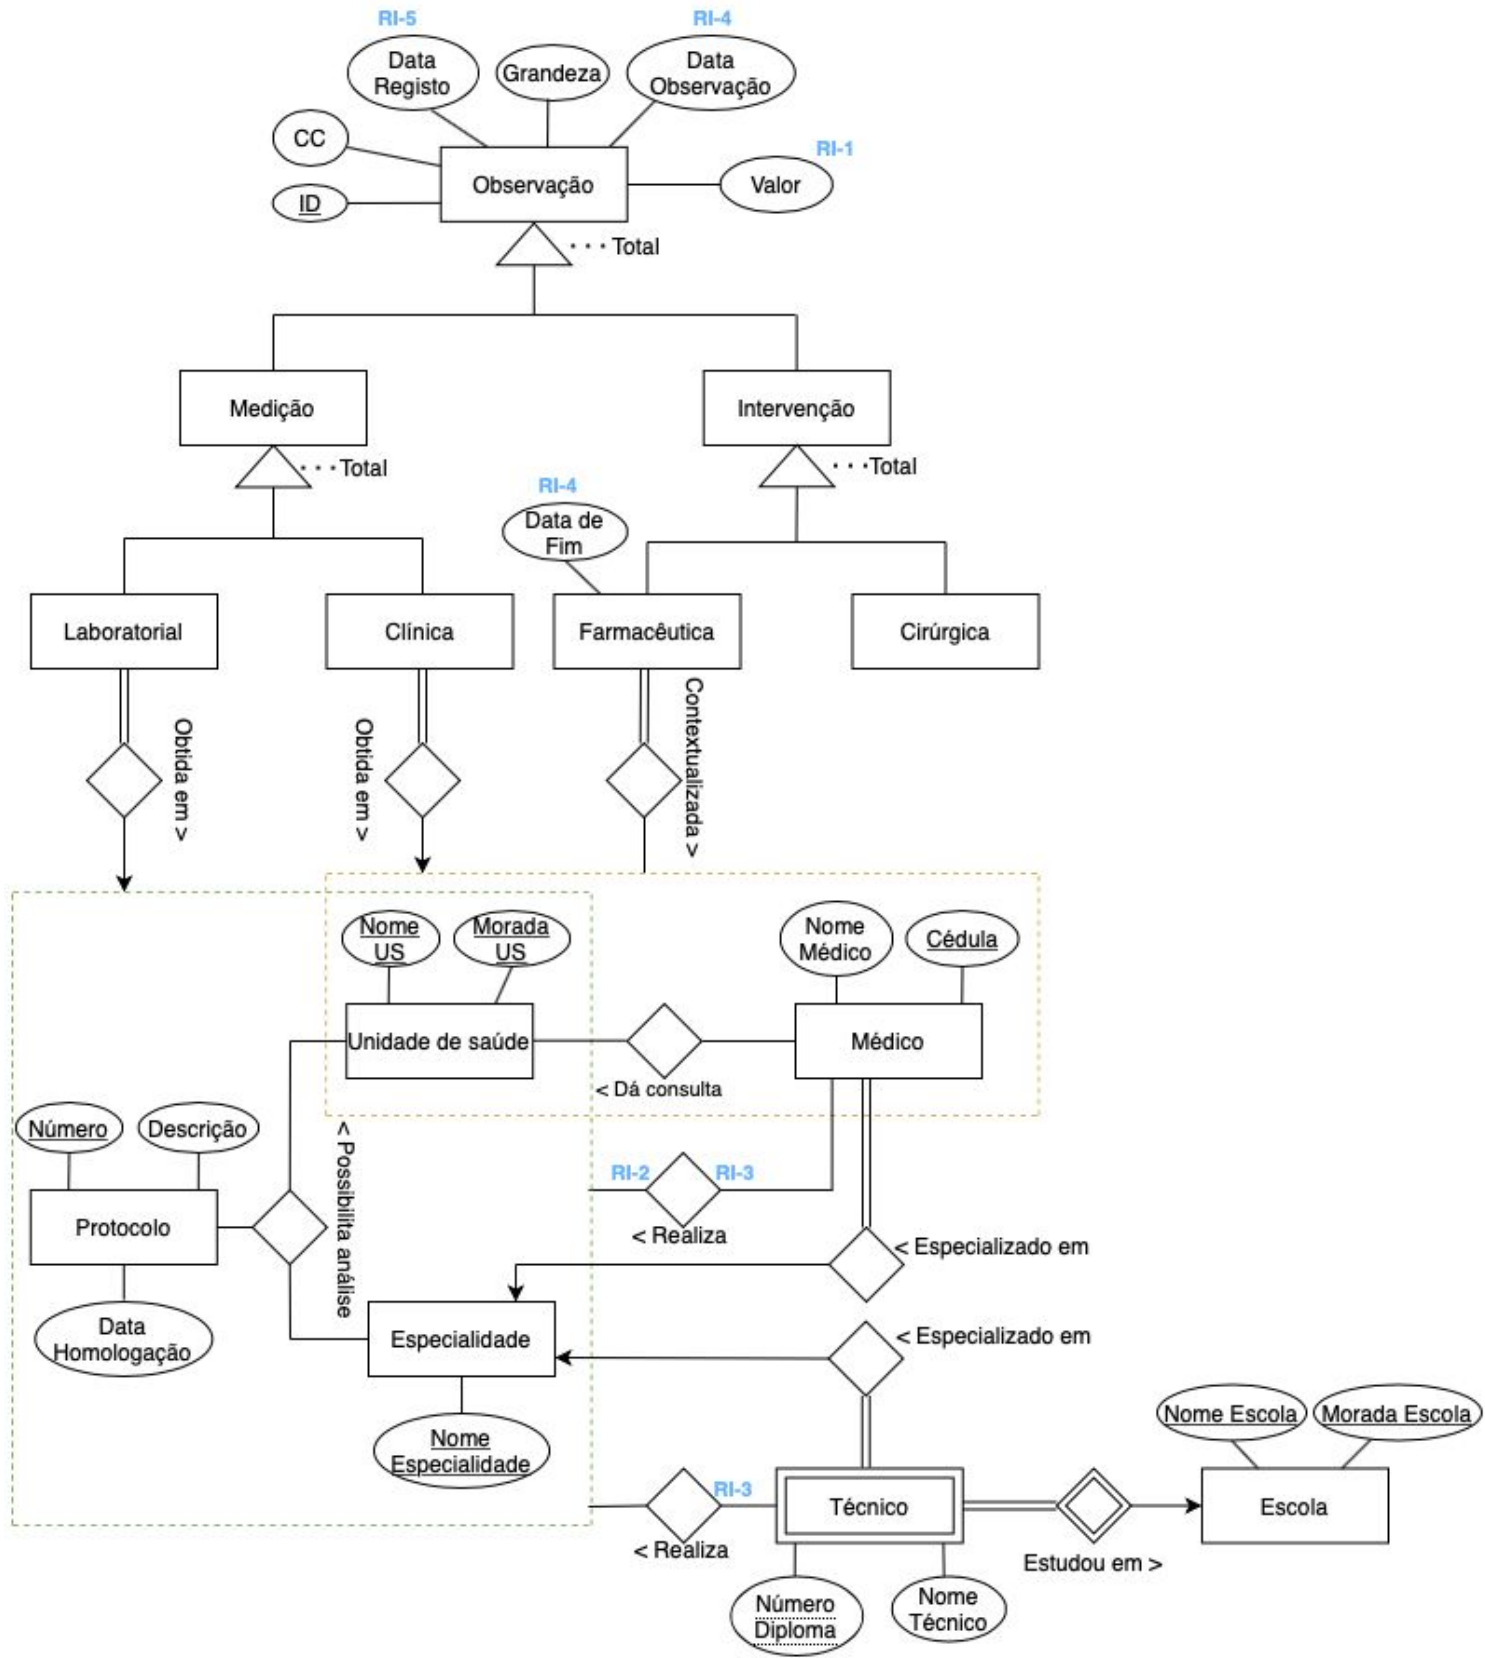 RI-5
RI-4
Data
Registo
Grandeza
Data
Observação
CC
RI-1
Observação
Valor
ID
Total
Medição
Intervenção
Total
Total
RI-4
Data de
Fim
Laboratorial
Clínica
Farmacêutica
Cirúrgica
Obtida em >
Obtida em >
Contextualizada >
Nome
US
Morada
US
Nome
Médico
Cédula
Unidade de saúde
Médico
< Dá consulta
Número
Descrição
< Possibilita análise
RI-2
RI-3
Protocolo
< Realiza
< Especializado em
Data
Homologação
Especialidade
< Especializado em
Nome
Especialidade
Nome Escola
Morada Escola
RI-3
Técnico
Escola
< Realiza
Estudou em >
Número
Diploma
Nome
Técnico